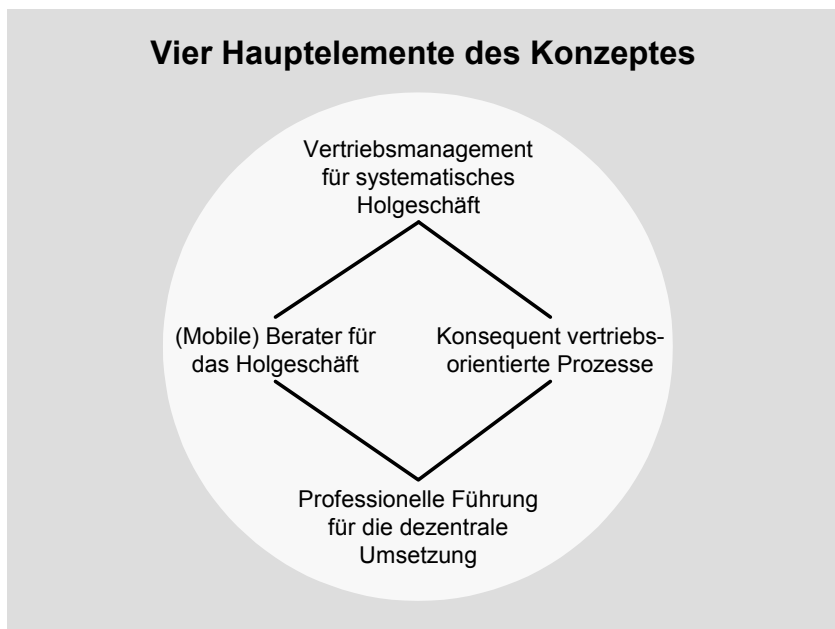 Vier Hauptelemente des Konzeptes
Vertriebsmanagement
für systematisches
Holgeschäft
(Mobile) Berater für
das Holgeschäft
Konsequent vertriebs-
orientierte Prozesse
Professionelle Führung
für die dezentrale
Umsetzung